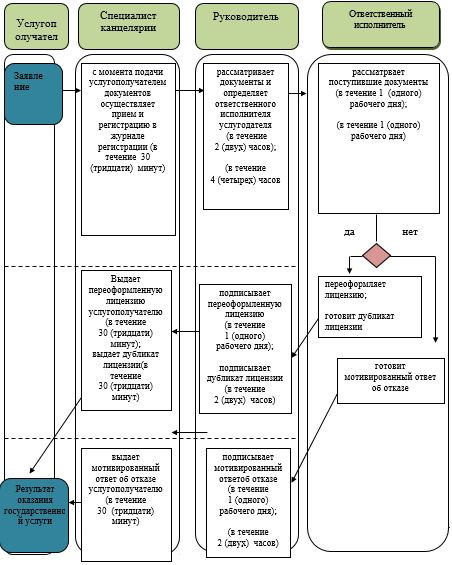 Услугоп
олучател
Специалист
канцелярии
Руководитель
Ответственный
исполнитель
Заявле
ние
с момента подачи
услугополучателем
документов
осуществляет
прием и
регистрацию в
журнале
регистрации (в
течение 30
(тридцати) минут)
рассматривает
документы и
определяет
ответственного
исполнителя
услугодателя
(в течение
2 (двух) часов);
(в течение
4 (четырех) часов
рассматрвает
поступившие документы
(в течение 1 (одного)
рабочего дня);
(в течение 1 (одного)
рабочего дня)
да
нет
Выдает
переоформленную
лицензию
услугополучателю
(в течение
30 (тридцати)
минут);
выдает дубликат
лицензии(в
течение
30 (тридцати)
минут)
подписывает
переоформленную
лицензию
(в течение
1 (одного)
рабочего дня);
подписывает
дубликат лицензии
(в течение
2 (двух) часов)
переоформляет
лицензию;
готовит дубликат
лицензии
готовит
мотивированный ответ
об отказе
Результат
оказания
государственно
й услуги
выдает
мотивированный
ответ об отказе
услугополучателю
(в течение
30 (тридцати)
минут)
подписывает
мотивированный
ответоб отказе
(в течение
1 (одного)
рабочего дня);
(в течение
2 (двух) часов)